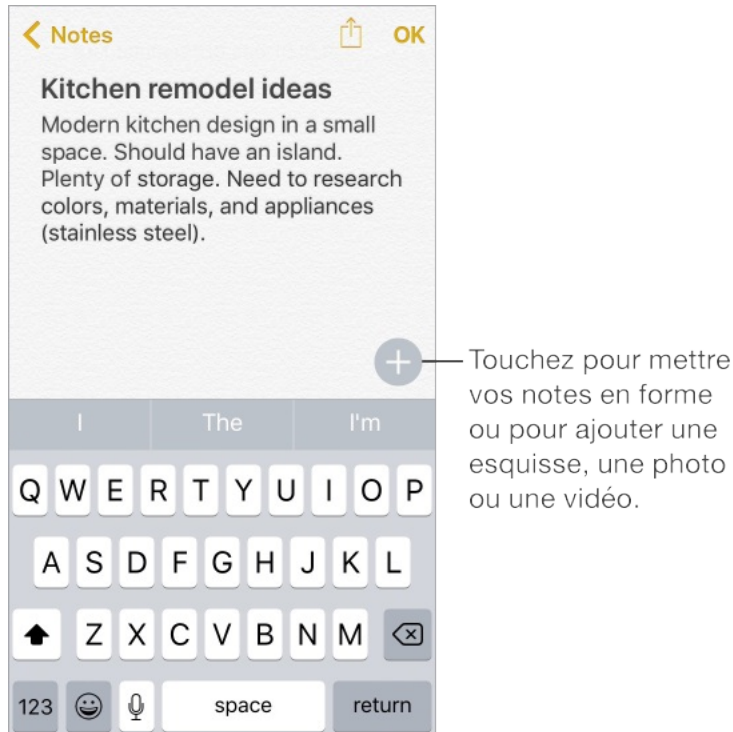 Notes
OK
Kitchen remodel ideas
Modern kitchen design in a small
space. Should have an island.
Plenty of storage. Need to research
colors, materials, and appliances
(stainless steel).
Touchez pour mettre
vos notes en forme
ou pour ajouter une
esquisse, une photo
ou une vidéo.
I The I'm
Q W E R T Y U I O P
A S D F G H J K L
Z X C V B N M
123 space return